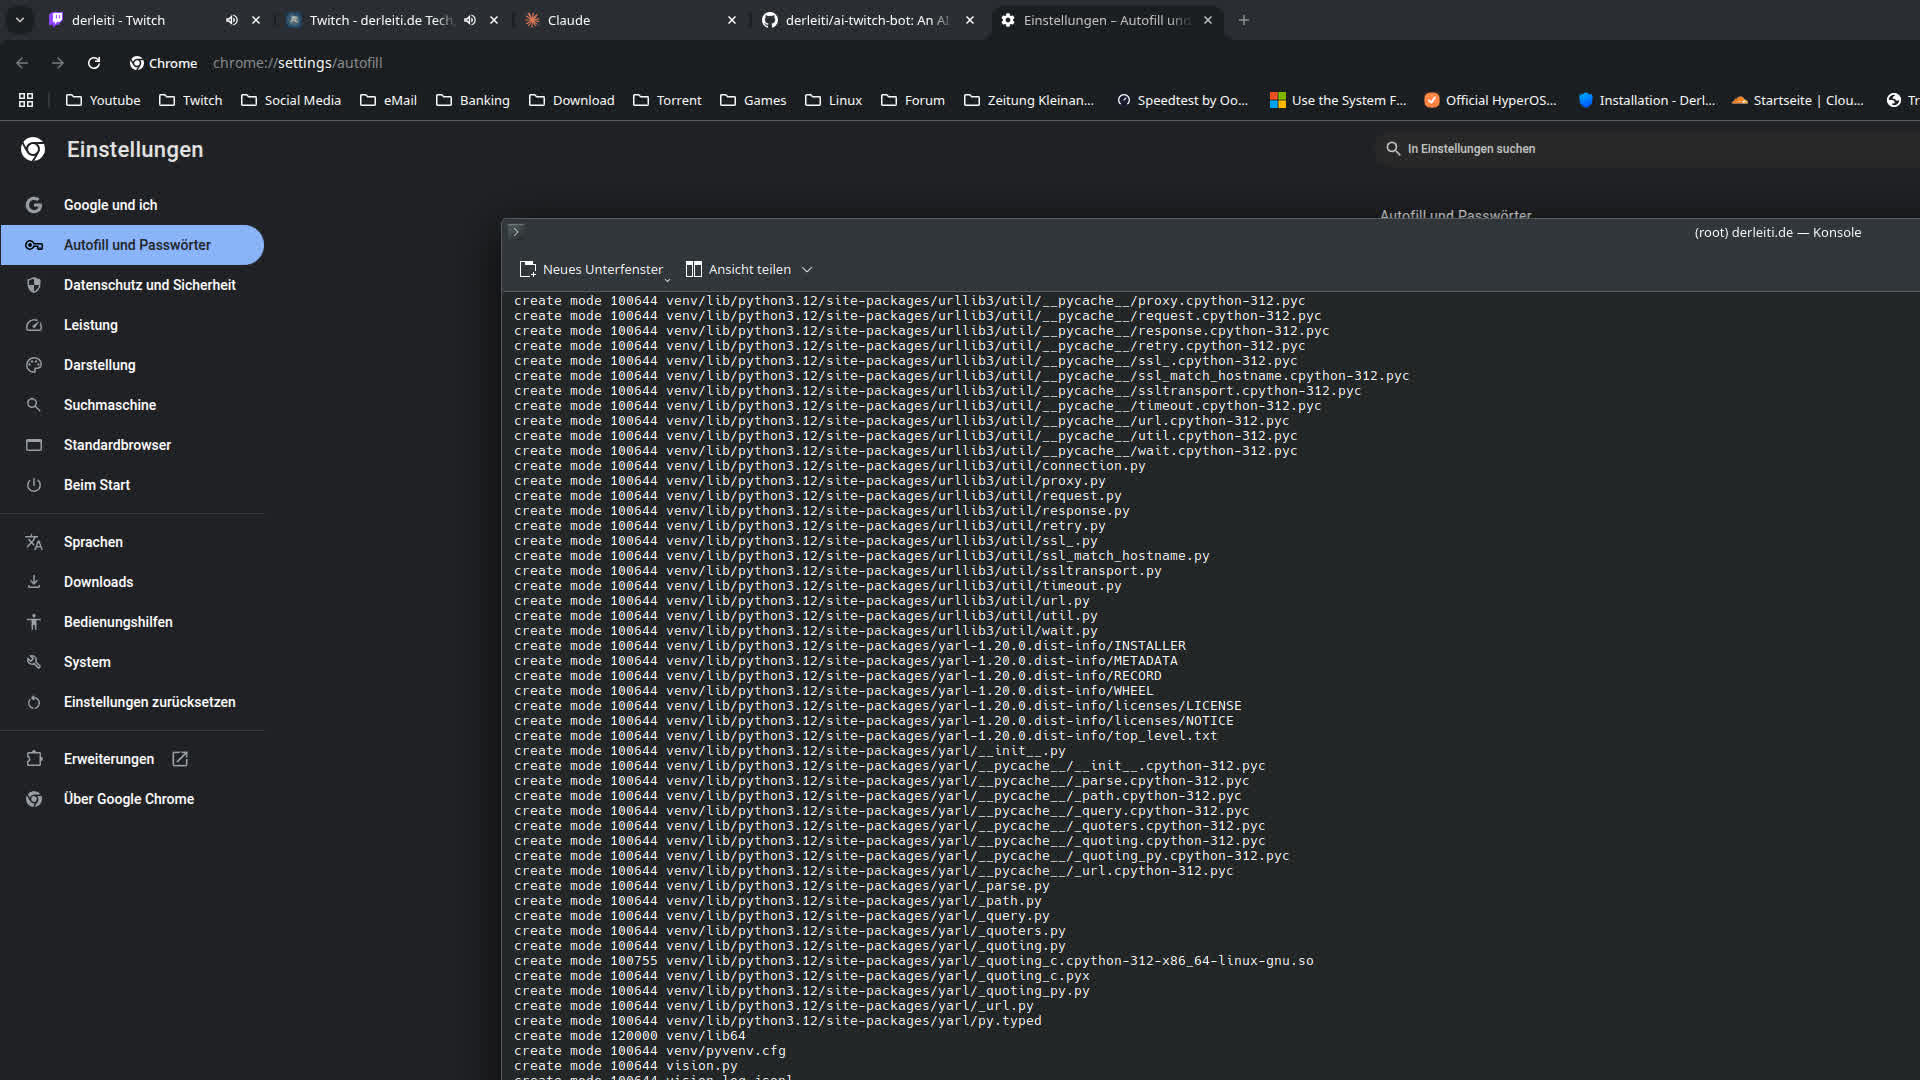 derleiti - Twitch
Twitch - derleiti.de Tech
Claude
derleiti/ai-twitch-bot: An AI
Einstellungen – Autofill und
Chrome
chrome://settings/autofill
Youtube
Twitch
Social Media
eMail
Banking
Download
Torrent
Games
Linux
Forum
Zeitung Kleinan...
Speedtest by Oo...
Use the System F...
Official HyperOS...
Installation - Derl...
Startseite | Clou...
Tr
Einstellungen
In Einstellungen suchen
Google und ich
Autofill und Passwörter
Datenschutz und Sicherheit
Leistung
Darstellung
Suchmaschine
Standardbrowser
Beim Start
Sprachen
Downloads
Bedienungshilfen
System
Einstellungen zurücksetzen
Erweiterungen
Über Google Chrome
Autofill und Passwörter
(root) derleiti.de — Konsole
Neues Unterfenster
Ansicht teilen
create mode 100644 venv/lib/python3.12/site-packages/urllib3/util/__pycache__/proxy.cpython-312.pyc
create mode 100644 venv/lib/python3.12/site-packages/urllib3/util/__pycache__/request.cpython-312.pyc
create mode 100644 venv/lib/python3.12/site-packages/urllib3/util/__pycache__/response.cpython-312.pyc
create mode 100644 venv/lib/python3.12/site-packages/urllib3/util/__pycache__/retry.cpython-312.pyc
create mode 100644 venv/lib/python3.12/site-packages/urllib3/util/__pycache__/ssl_.cpython-312.pyc
create mode 100644 venv/lib/python3.12/site-packages/urllib3/util/__pycache__/ssl_match_hostname.cpython-312.pyc
create mode 100644 venv/lib/python3.12/site-packages/urllib3/util/__pycache__/ssltransport.cpython-312.pyc
create mode 100644 venv/lib/python3.12/site-packages/urllib3/util/__pycache__/timeout.cpython-312.pyc
create mode 100644 venv/lib/python3.12/site-packages/urllib3/util/__pycache__/url.cpython-312.pyc
create mode 100644 venv/lib/python3.12/site-packages/urllib3/util/__pycache__/util.cpython-312.pyc
create mode 100644 venv/lib/python3.12/site-packages/urllib3/util/__pycache__/wait.cpython-312.pyc
create mode 100644 venv/lib/python3.12/site-packages/urllib3/util/connection.py
create mode 100644 venv/lib/python3.12/site-packages/urllib3/util/proxy.py
create mode 100644 venv/lib/python3.12/site-packages/urllib3/util/request.py
create mode 100644 venv/lib/python3.12/site-packages/urllib3/util/response.py
create mode 100644 venv/lib/python3.12/site-packages/urllib3/util/retry.py
create mode 100644 venv/lib/python3.12/site-packages/urllib3/util/ssl_.py
create mode 100644 venv/lib/python3.12/site-packages/urllib3/util/ssl_match_hostname.py
create mode 100644 venv/lib/python3.12/site-packages/urllib3/util/ssltransport.py
create mode 100644 venv/lib/python3.12/site-packages/urllib3/util/timeout.py
create mode 100644 venv/lib/python3.12/site-packages/urllib3/util/url.py
create mode 100644 venv/lib/python3.12/site-packages/urllib3/util/util.py
create mode 100644 venv/lib/python3.12/site-packages/urllib3/util/wait.py
create mode 100644 venv/lib/python3.12/site-packages/yarl-1.20.0.dist-info/INSTALLER
create mode 100644 venv/lib/python3.12/site-packages/yarl-1.20.0.dist-info/METADATA
create mode 100644 venv/lib/python3.12/site-packages/yarl-1.20.0.dist-info/RECORD
create mode 100644 venv/lib/python3.12/site-packages/yarl-1.20.0.dist-info/WHEEL
create mode 100644 venv/lib/python3.12/site-packages/yarl-1.20.0.dist-info/licenses/LICENSE
create mode 100644 venv/lib/python3.12/site-packages/yarl-1.20.0.dist-info/licenses/NOTICE
create mode 100644 venv/lib/python3.12/site-packages/yarl-1.20.0.dist-info/top_level.txt
create mode 100644 venv/lib/python3.12/site-packages/yarl/__init__.py
create mode 100644 venv/lib/python3.12/site-packages/yarl/__pycache__/__init__.cpython-312.pyc
create mode 100644 venv/lib/python3.12/site-packages/yarl/__pycache__/_parse.cpython-312.pyc
create mode 100644 venv/lib/python3.12/site-packages/yarl/__pycache__/_path.cpython-312.pyc
create mode 100644 venv/lib/python3.12/site-packages/yarl/__pycache__/_query.cpython-312.pyc
create mode 100644 venv/lib/python3.12/site-packages/yarl/__pycache__/_quoters.cpython-312.pyc
create mode 100644 venv/lib/python3.12/site-packages/yarl/__pycache__/_quoting.cpython-312.pyc
create mode 100644 venv/lib/python3.12/site-packages/yarl/__pycache__/_quoting_py.cpython-312.pyc
create mode 100644 venv/lib/python3.12/site-packages/yarl/__pycache__/_url.cpython-312.pyc
create mode 100644 venv/lib/python3.12/site-packages/yarl/_parse.py
create mode 100644 venv/lib/python3.12/site-packages/yarl/_path.py
create mode 100644 venv/lib/python3.12/site-packages/yarl/_query.py
create mode 100644 venv/lib/python3.12/site-packages/yarl/_quoters.py
create mode 100644 venv/lib/python3.12/site-packages/yarl/_quoting.py
create mode 100755 venv/lib/python3.12/site-packages/yarl/_quoting_c.cpython-312-x86_64-linux-gnu.so
create mode 100644 venv/lib/python3.12/site-packages/yarl/_quoting_c.pyx
create mode 100644 venv/lib/python3.12/site-packages/yarl/_quoting_py.py
create mode 100644 venv/lib/python3.12/site-packages/yarl/_url.py
create mode 100644 venv/lib/python3.12/site-packages/yarl/py.typed
create mode 120000 venv/lib64
create mode 100644 venv/pyvenv.cfg
create mode 100644 vision.py
create mode 100644 vision_log.jsonl